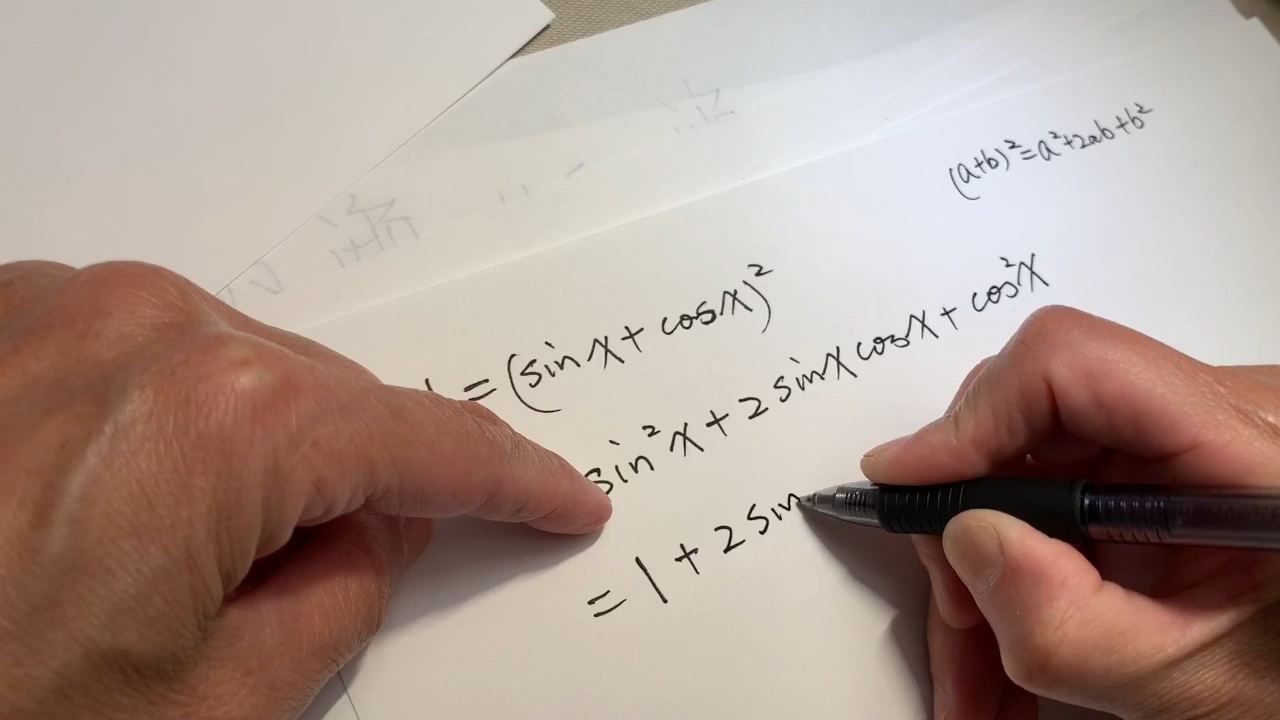 (a+b)²=a²+2ab+b²
=(sin x + cos x)²
sin²x + 2 sin x cos x + cos²x
= 1 + 2 sin